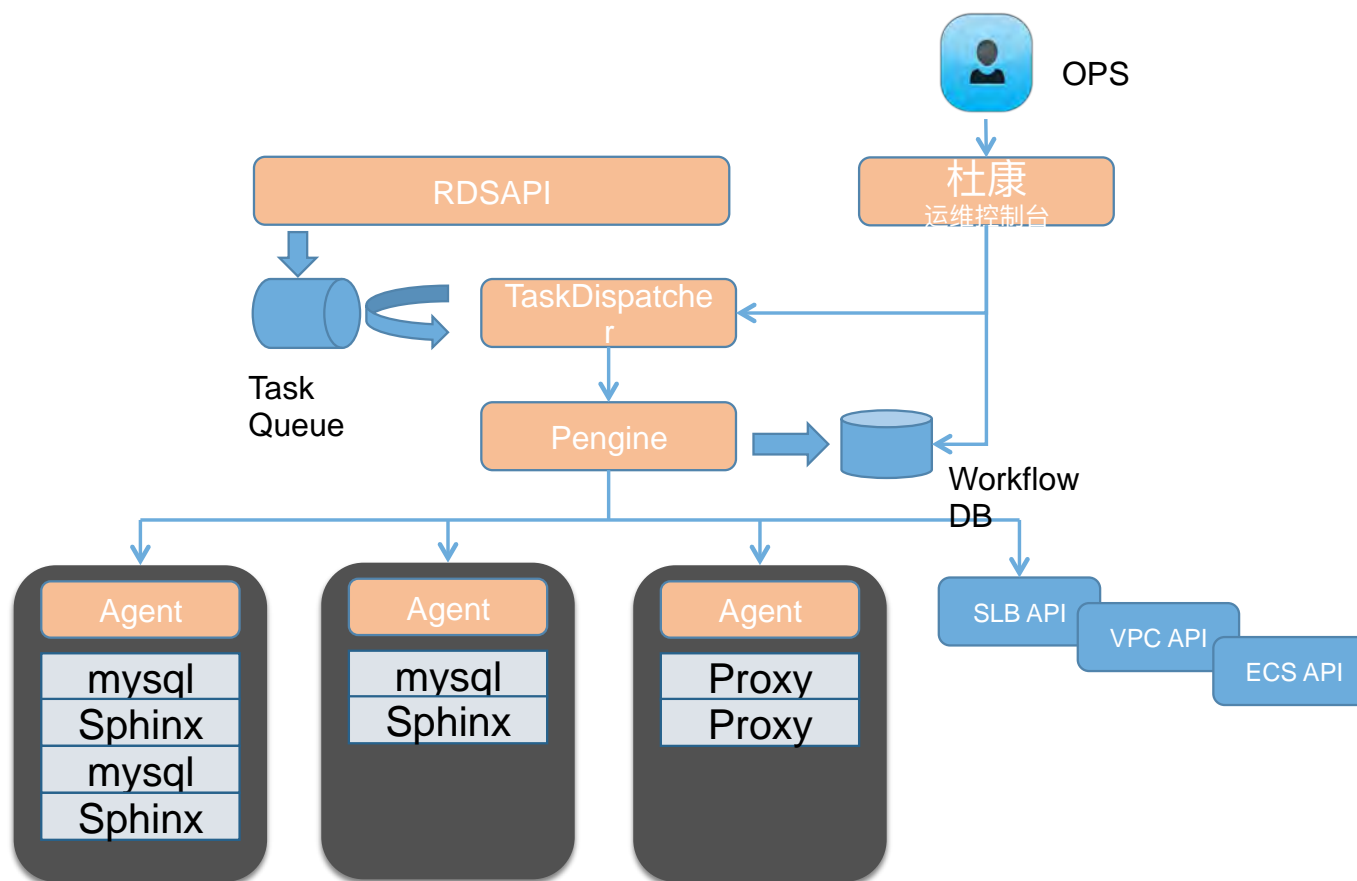 OPS
RDSAPI
杜康
运维控制台
TaskDispatche
r
Task
Queue
Pengine
Workflow
DB
Agent
mysql
Sphinx
mysql
Sphinx
Agent
mysql
Sphinx
Agent
Proxy
Proxy
SLB API
VPC API
ECS API